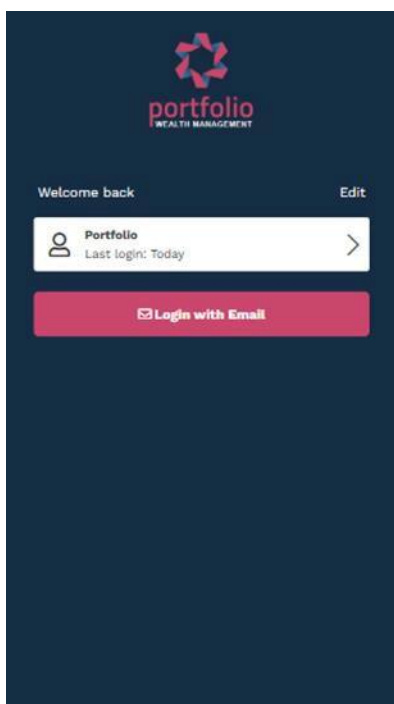 portfolio
WEALTH MANAGEMENT
Welcome back
Edit
Portfolio
Last login: Today
Login with Email